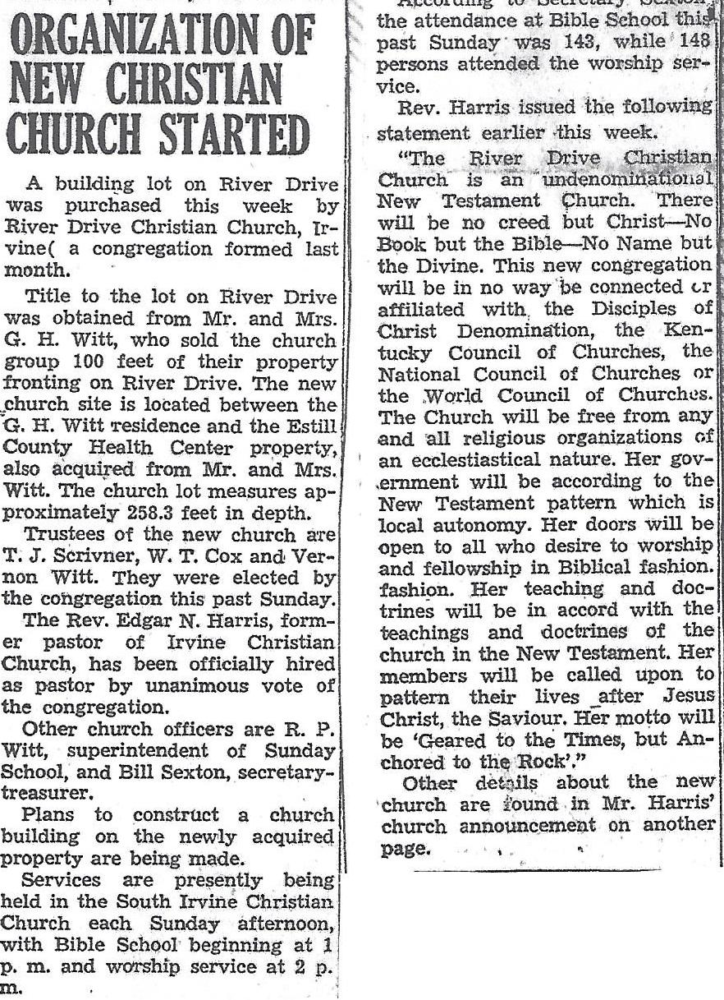 ORGANIZATION OF
NEW CHRISTIAN
CHURCH STARTED
A building lot on River Drive
was purchased this week by
River Drive Christian Church, Ir-
vine( a congregation formed last
month.
Title to the lot on River Drive
was obtained from Mr. and Mrs.
G. H. Witt, who sold the church
group 100 feet of their property
fronting on River Drive. The new
church site is located between the
G. H. Witt residence and the Estill
County Health Center property,
also acquired from Mr. and Mrs.
Witt. The church lot measures ap-
proximately 258.3 feet in depth.
Trustees of the new church are
T. J. Scrivner, W. T. Cox and Ver-
non Witt. They were elected by
the congregation this past Sunday.
The Rev. Edgar N. Harris, form-
er pastor of Irvine Christian
Church, has been officially hired
as pastor by unanimous vote of
the congregation.
Other church officers are R. P.
Witt, superintendent of Sunday
School, and Bill Sexton, secretary-
treasurer.
Plans to construct a church
building on the newly acquired
property are being made.
Services are presently being
held in the South Irvine Christian
Church each Sunday afternoon,
with Bible School beginning at 1
p. m. and worship service at 2 p.
m.
According to Secretary Sexton,
the attendance at Bible School this
past Sunday was 143, while 148
persons attended the worship ser-
vice.
Rev. Harris issued the following
statement earlier this week.
“The River Drive Christian
Church is an undenominational
New Testament Church. There
will be no creed but Christ—No
Book but the Bible—No Name but
the Divine. This new congregation
will be in no way be connected or
affiliated with the Disciples of
Christ Denomination, the Ken-
tucky Council of Churches, the
National Council of Churches or
the World Council of Churches.
The Church will be free from any
and all religious organizations of
an ecclestiastical nature. Her gov-
ernment will be according to the
New Testament pattern which is
local autonomy. Her doors will be
open to all who desire to worship
and fellowship in Biblical fashion.
fashion. Her teaching and doc-
trines will be in accord with the
teachings and doctrines of the
church in the New Testament. Her
members will be called upon to
pattern their lives after Jesus
Christ, the Saviour. Her motto will
be ‘Geared to the Times, but An-
chored to the Rock’.”
Other details about the new
church are found in Mr. Harris’
church announcement on another
page.